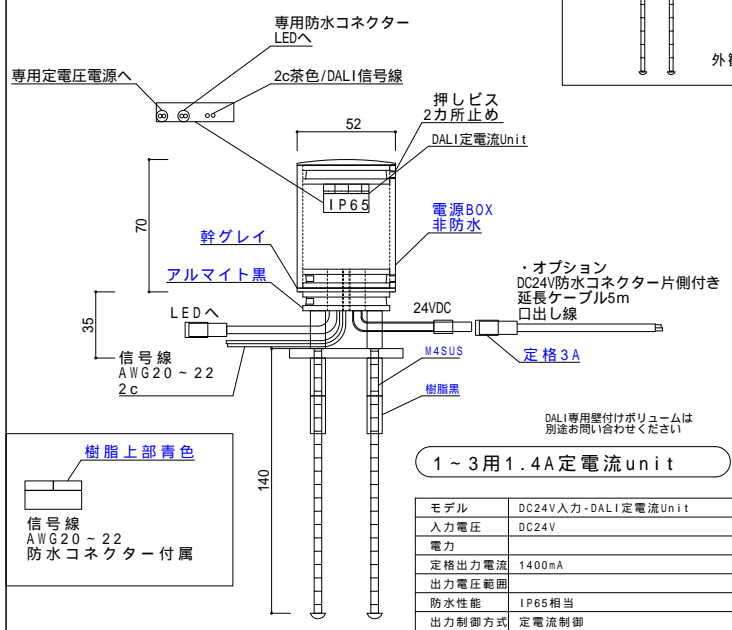 専用防水コネクター
LEDへ
専用定電圧電源へ
2c茶色/DALI信号線
外
52
押しビス
2カ所止め
DALI定電流Unit
IP65
70
電源BOX
非防水
幹グレイ
アルマイト黒
・オプション
DC24V防水コネクター片側付き
延長ケーブル5m
口出し線
LEDへ
24VDC
35
定格3A
信号線
AWG20~22
2c
M4SUS
樹脂黒
DALI専用壁付けボリュームは
別途お問い合わせください
140
樹脂上部青色
信号線
AWG20~22
防水コネクター付属
1~3用1.4A定電流unit
モデル DC24V入力-DALI定電流Unit
入力電圧 DC24V
電力
定格出力電流 1400mA
出力電圧範囲
防水性能 IP65相当
出力制御方式 定電流制御